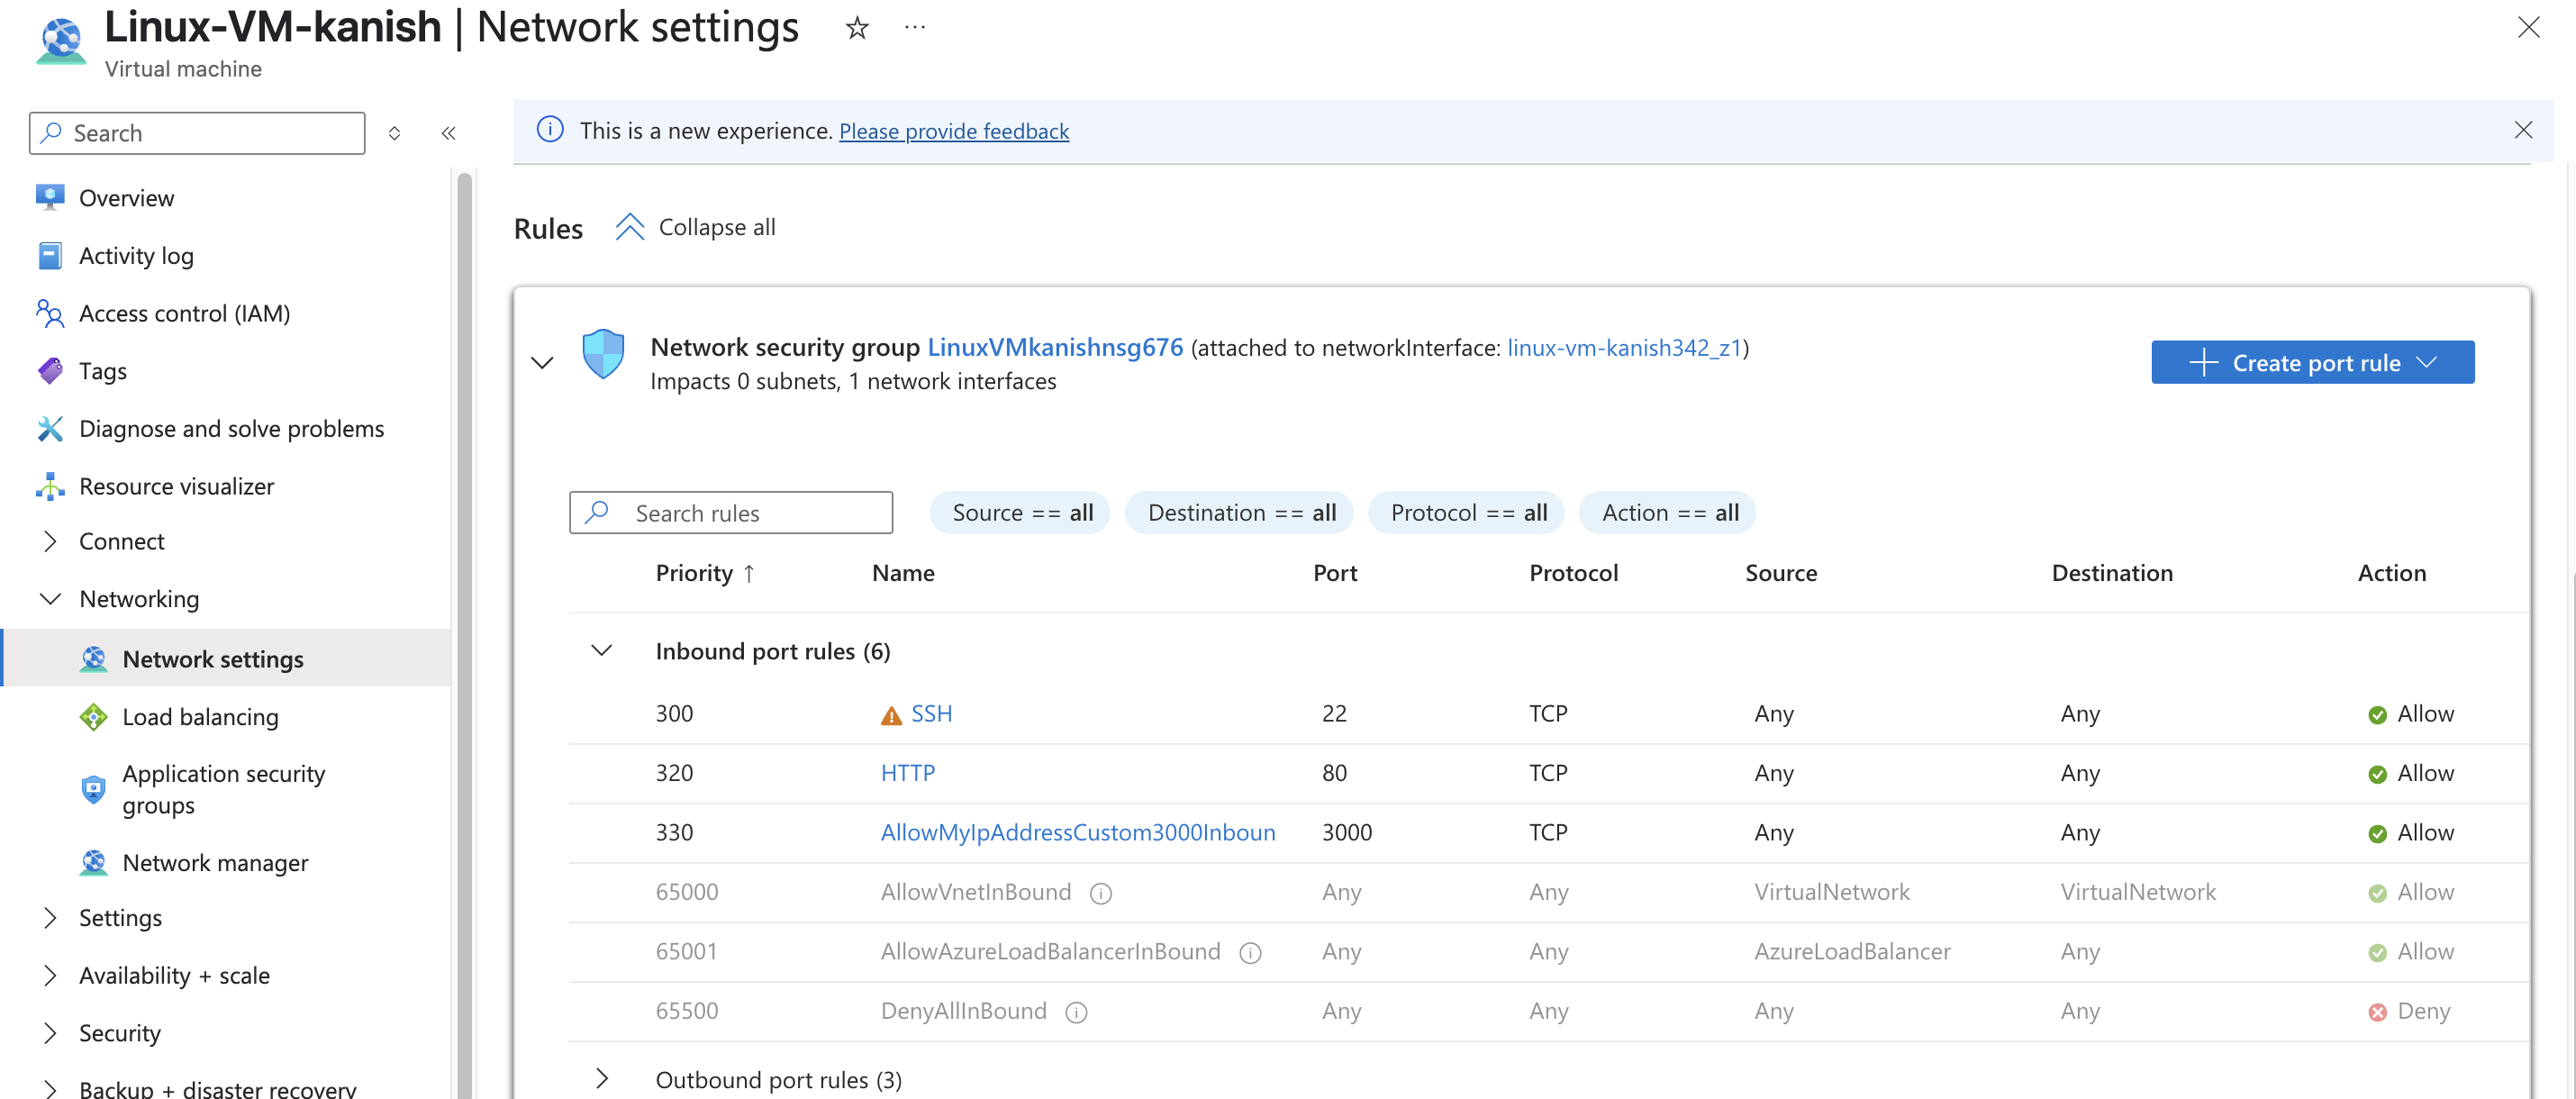 Linux-VM-kanish | Network settings ☆ ···
Virtual machine
Search
This is a new experience. Please provide feedback
Overview
Activity log
Access control (IAM)
Tags
Diagnose and solve problems
Resource visualizer
Connect
Networking
Network settings
Load balancing
Application security
groups
Network manager
Settings
Availability + scale
Security
Backup + disaster recovery
Rules Collapse all
Network security group LinuxVMkanishnsg676 (attached to networkInterface: linux-vm-kanish342_z1)
Impacts 0 subnets, 1 network interfaces
+ Create port rule
Search rules Source == all Destination == all Protocol == all Action == all
Priority ↑ Name Port Protocol Source Destination Action
Inbound port rules (6)
300 SSH 22 TCP Any Any Allow
320 HTTP 80 TCP Any Any Allow
330 AllowMyIpAddressCustom3000Inboun 3000 TCP Any Any Allow
65000 AllowVnetInBound Any Any VirtualNetwork VirtualNetwork Allow
65001 AllowAzureLoadBalancerInBound Any Any AzureLoadBalancer Any Allow
65500 DenyAllInBound Any Any Any Any Deny
Outbound port rules (3)